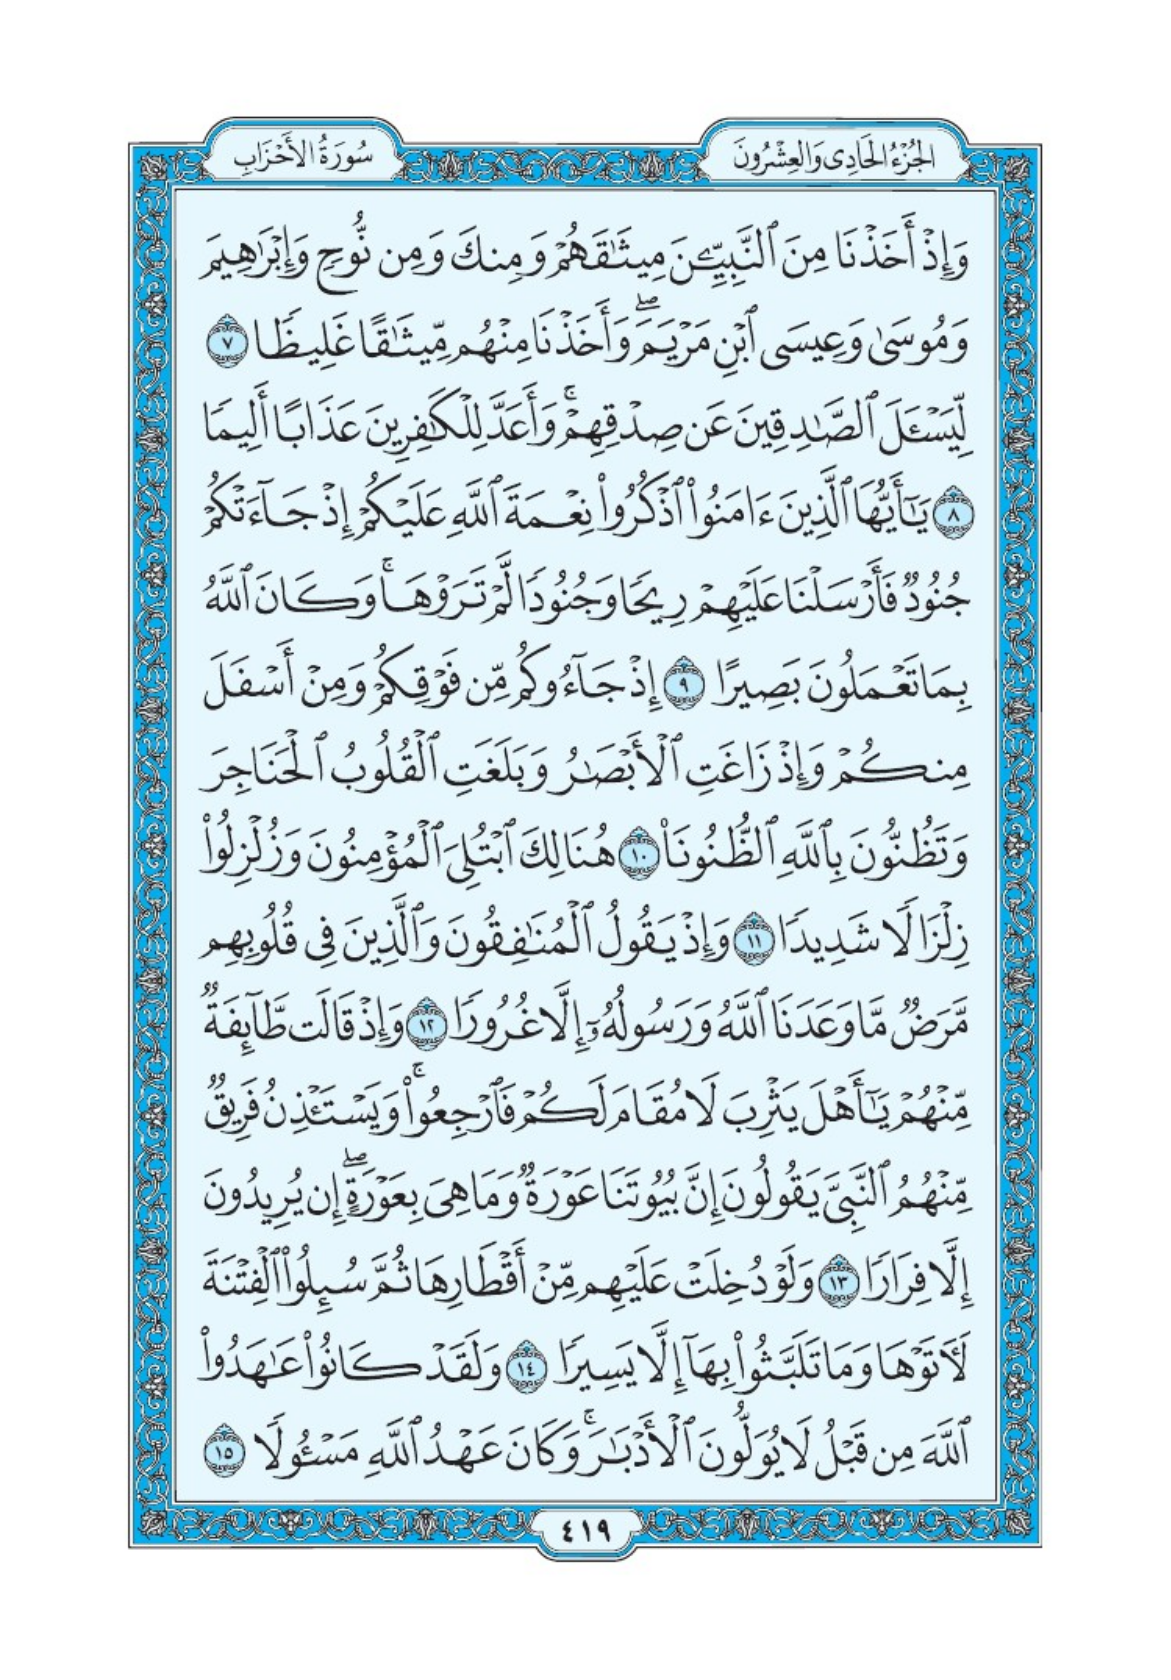 الجُزْءُ الحَادِى وَالعِشْرُونَ
سُورَةُ الأَحْزَابِ
وَإِذْ أَخَذْنَا مِنَ ٱلنَّبِيِّـۧنَ مِيثَـٰقَهُمْ وَمِنكَ وَمِن نُّوحٍ وَإِبْرَٰهِيمَ
وَمُوسَىٰ وَعِيسَى ٱبْنِ مَرْيَمَ ۖ وَأَخَذْنَا مِنْهُم مِّيثَـٰقًا غَلِيظًا ٧
لِّيَسْـَٔلَ ٱلصَّـٰدِقِينَ عَن صِدْقِهِمْ ۚ وَأَعَدَّ لِلْكَـٰفِرِينَ عَذَابًا أَلِيمًا
٨ يَـٰٓأَيُّهَا ٱلَّذِينَ ءَامَنُوا۟ ٱذْكُرُوا۟ نِعْمَةَ ٱللَّهِ عَلَيْكُمْ إِذْ جَآءَتْكُمْ
جُنُودٌ فَأَرْسَلْنَا عَلَيْهِمْ رِيحًا وَجُنُودًا لَّمْ تَرَوْهَا ۚ وَكَانَ ٱللَّهُ
بِمَا تَعْمَلُونَ بَصِيرًا ٩ إِذْ جَآءُوكُم مِّن فَوْقِكُمْ وَمِنْ أَسْفَلَ
مِنكُمْ وَإِذْ زَاغَتِ ٱلْأَبْصَـٰرُ وَبَلَغَتِ ٱلْقُلُوبُ ٱلْحَنَاجِرَ
وَتَظُنُّونَ بِٱللَّهِ ٱلظُّنُونَا۠ ١٠ هُنَالِكَ ٱبْتُلِىَ ٱلْمُؤْمِنُونَ وَزُلْزِلُوا۟
زِلْزَالًا شَدِيدًا ١١ وَإِذْ يَقُولُ ٱلْمُنَـٰفِقُونَ وَٱلَّذِينَ فِى قُلُوبِهِم
مَّرَضٌ مَّا وَعَدَنَا ٱللَّهُ وَرَسُولُهُۥٓ إِلَّا غُرُورًا ١٢ وَإِذْ قَالَت طَّآئِفَةٌ
مِّنْهُمْ يَـٰٓأَهْلَ يَثْرِبَ لَا مُقَامَ لَكُمْ فَٱرْجِعُوا۟ ۚ وَيَسْتَـْٔذِنُ فَرِيقٌ
مِّنْهُمُ ٱلنَّبِىَّ يَقُولُونَ إِنَّ بُيُوتَنَا عَوْرَةٌ وَمَا هِىَ بِعَوْرَةٍ ۖ إِن يُرِيدُونَ
إِلَّا فِرَارًا ١٣ وَلَوْ دُخِلَتْ عَلَيْهِم مِّنْ أَقْطَارِهَا ثُمَّ سُئِلُوا۟ ٱلْفِتْنَةَ
لَـَٔاتَوْهَا وَمَا تَلَبَّثُوا۟ بِهَآ إِلَّا يَسِيرًا ١٤ وَلَقَدْ كَانُوا۟ عَـٰهَدُوا۟
ٱللَّهَ مِن قَبْلُ لَا يُوَلُّونَ ٱلْأَدْبَـٰرَ ۚ وَكَانَ عَهْدُ ٱللَّهِ مَسْـُٔولًا ١٥
٤١٩